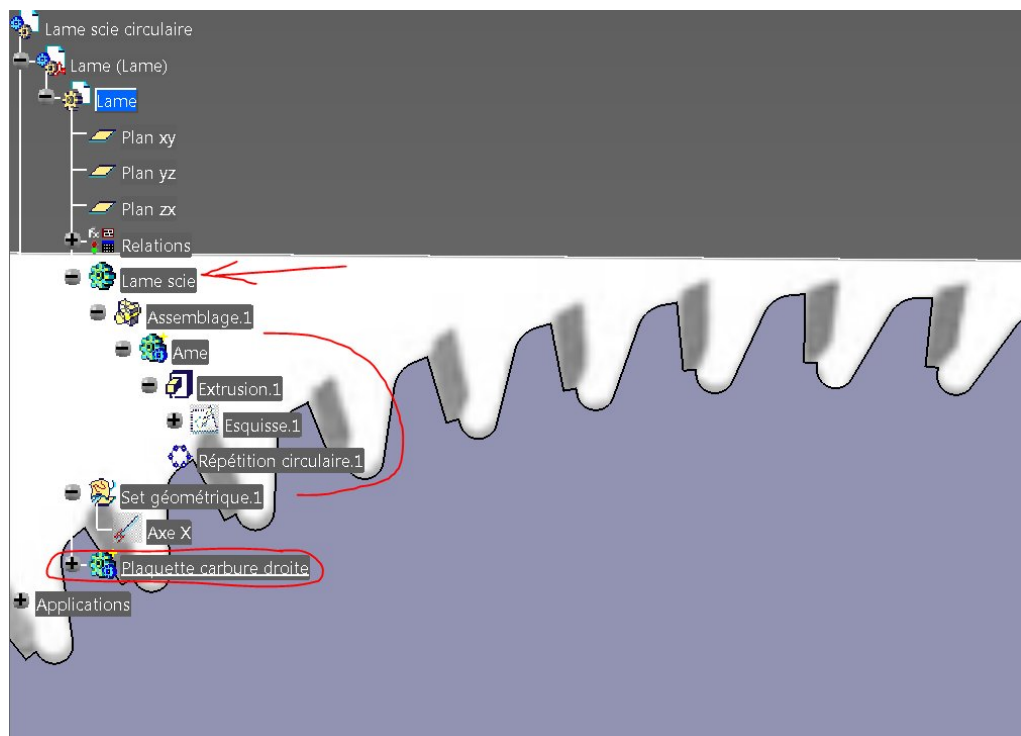 Lame scie circulaire
Lame (Lame)
Lame
Plan xy
Plan yz
Plan zx
Relations
Lame scie
Assemblage.1
Ame
Extrusion.1
Esquisse.1
Répétition circulaire.1
Set géométrique.1
Axe X
Plaquette carbure droite
Applications